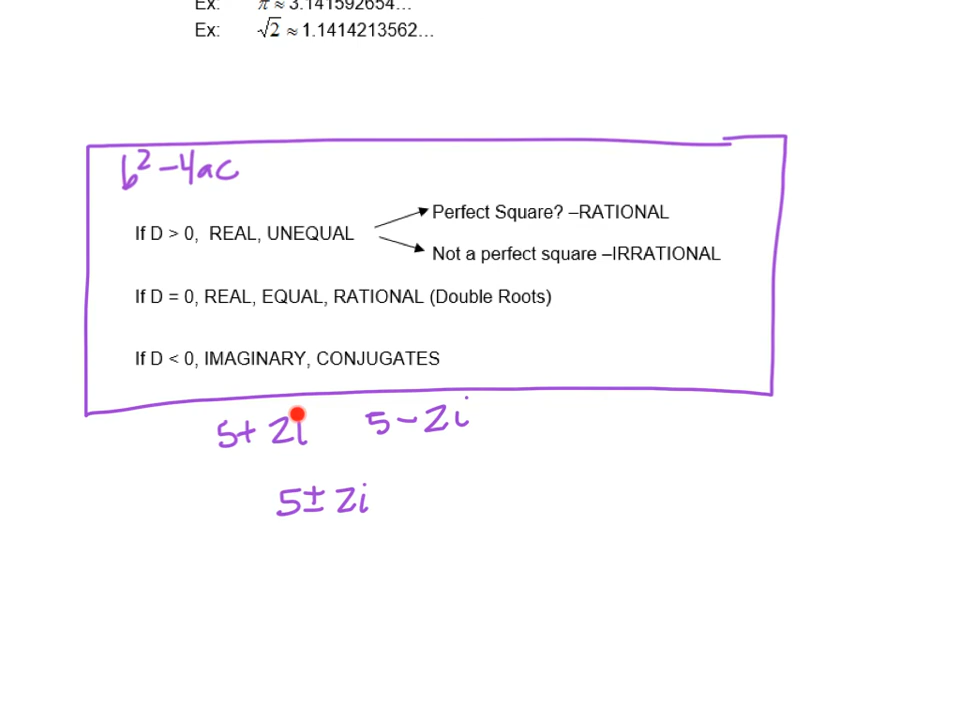 Ex: π ≈ 3.141592654...
Ex: √2 ≈ 1.1414213562...
b² - 4ac
If D > 0, REAL, UNEQUAL
Perfect Square? –RATIONAL
Not a perfect square –IRRATIONAL
If D = 0, REAL, EQUAL, RATIONAL (Double Roots)
If D < 0, IMAGINARY, CONJUGATES
5+ 2i 5 - 2i
5 ± 2i